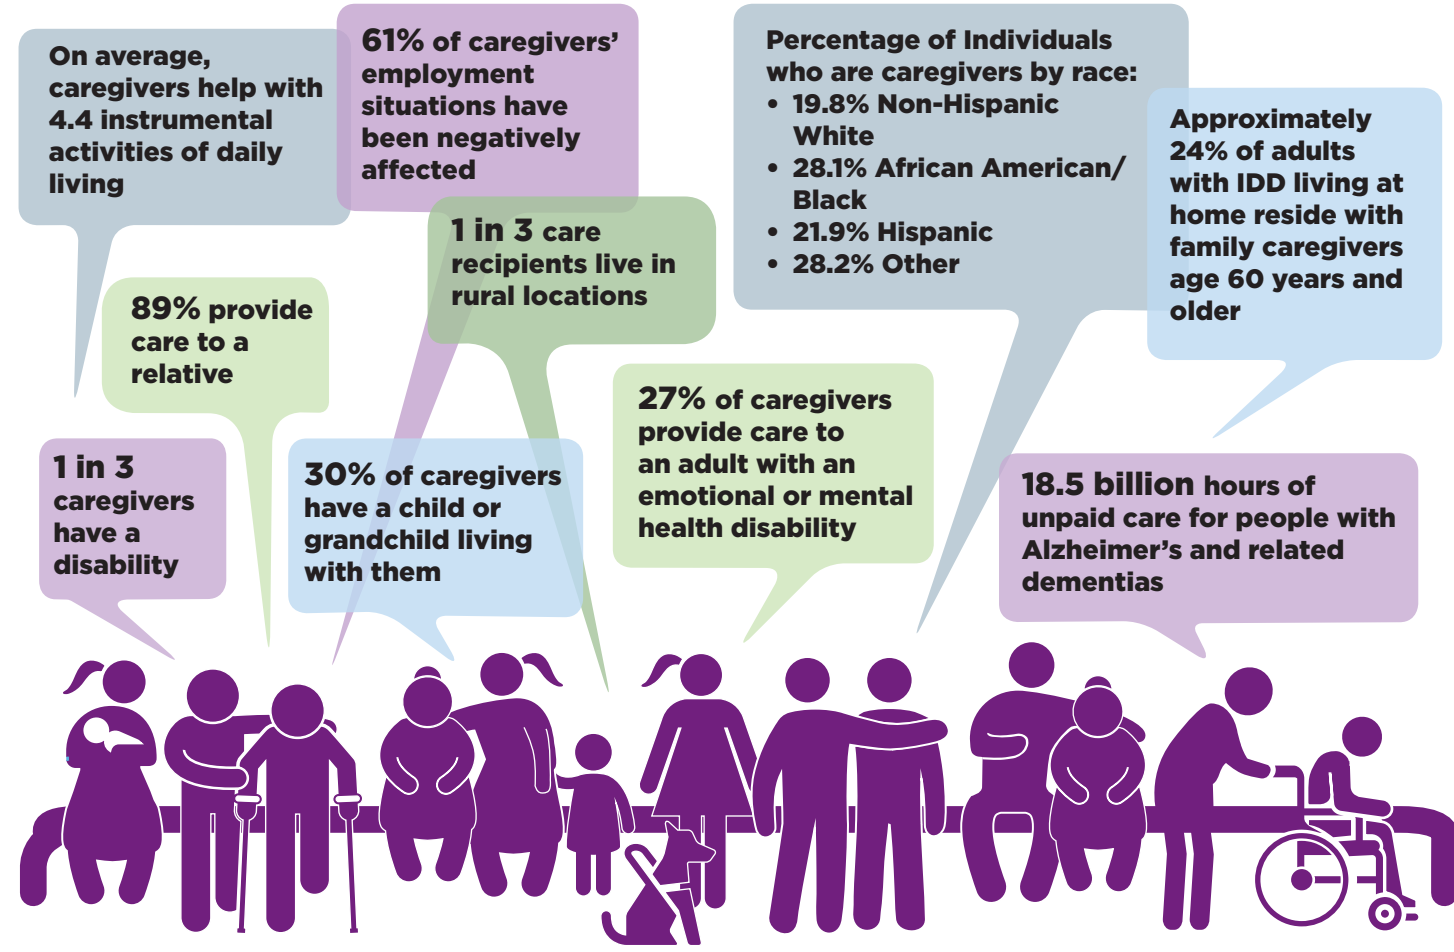 On average,
caregivers help with
4.4 instrumental
activities of daily
living
61% of caregivers’
employment
situations have
been negatively
affected
Percentage of Individuals
who are caregivers by race:
• 19.8% Non-Hispanic
White
• 28.1% African American/
Black
• 21.9% Hispanic
• 28.2% Other
Approximately
24% of adults
with IDD living at
home reside with
family caregivers
age 60 years and
older
89% provide
care to a
relative
1 in 3 care
recipients live in
rural locations
1 in 3
caregivers
have a
disability
30% of caregivers
have a child or
grandchild living
with them
27% of caregivers
provide care to
an adult with an
emotional or mental
health disability
18.5 billion hours of
unpaid care for people with
Alzheimer’s and related
dementias